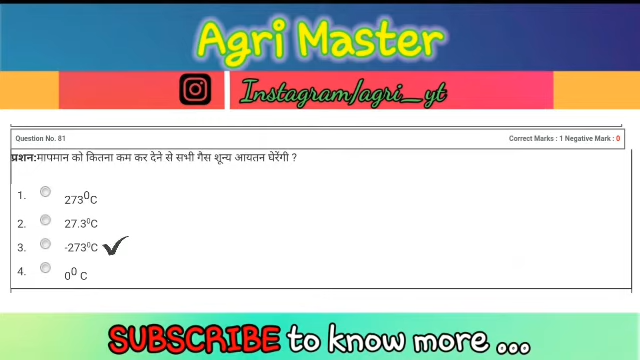 Agri Master
Instagram/agri_yt
Question No. 81 Correct Marks : 1 Negative Mark : 0
प्रशन:मापमान को कितना कम कर देने से सभी गैस शून्य आयतन घेरेंगी ?
1. 273⁰C
2. 27.3⁰C
3. -273⁰C
4. 0⁰ C
SUBSCRIBE to know more ...